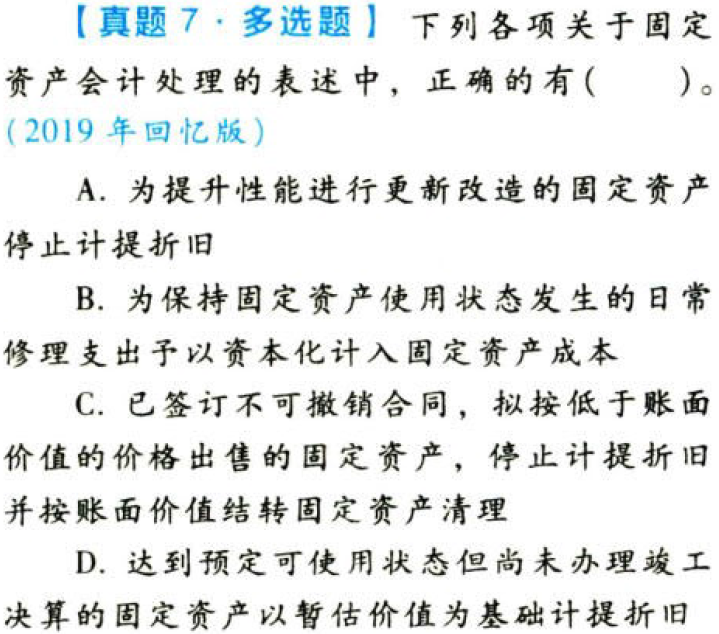 【真题 7·多选题】 下列各项关于固定
资产会计处理的表述中，正确的有(　　)。
(2019 年回忆版)
A. 为提升性能进行更新改造的固定资产
停止计提折旧
B. 为保持固定资产使用状态发生的日常
修理支出予以资本化计入固定资产成本
C. 已签订不可撤销合同，拟按低于账面
价值的价格出售的固定资产，停止计提折旧
并按账面价值结转固定资产清理
D. 达到预定可使用状态但尚未办理竣工
决算的固定资产以暂估价值为基础计提折旧